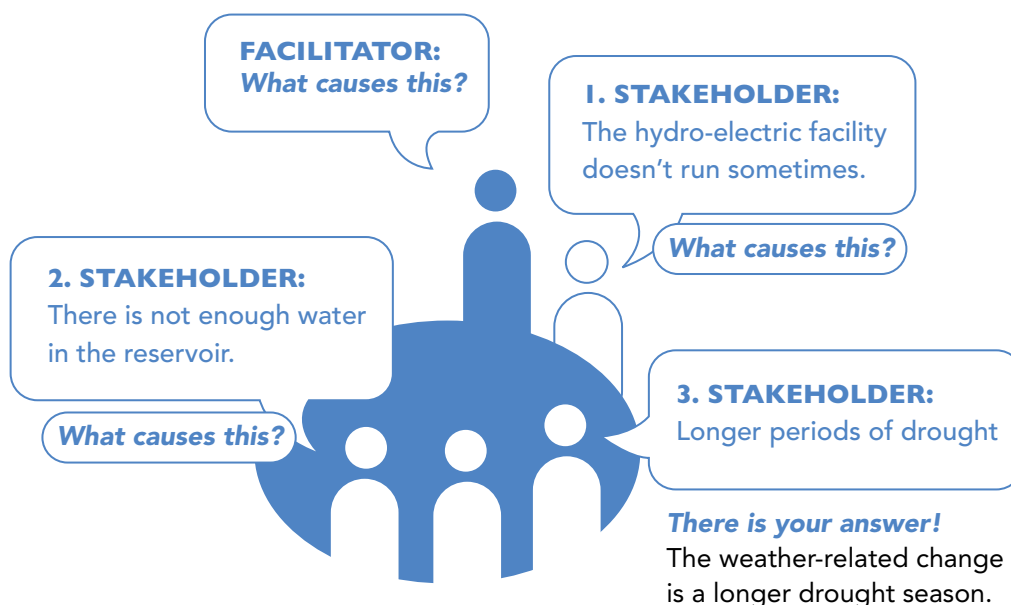 FACILITATOR:
What causes this?
1. STAKEHOLDER:
The hydro-electric facility
doesn’t run sometimes.
What causes this?
2. STAKEHOLDER:
There is not enough water
in the reservoir.
What causes this?
3. STAKEHOLDER:
Longer periods of drought
There is your answer!
The weather-related change
is a longer drought season.